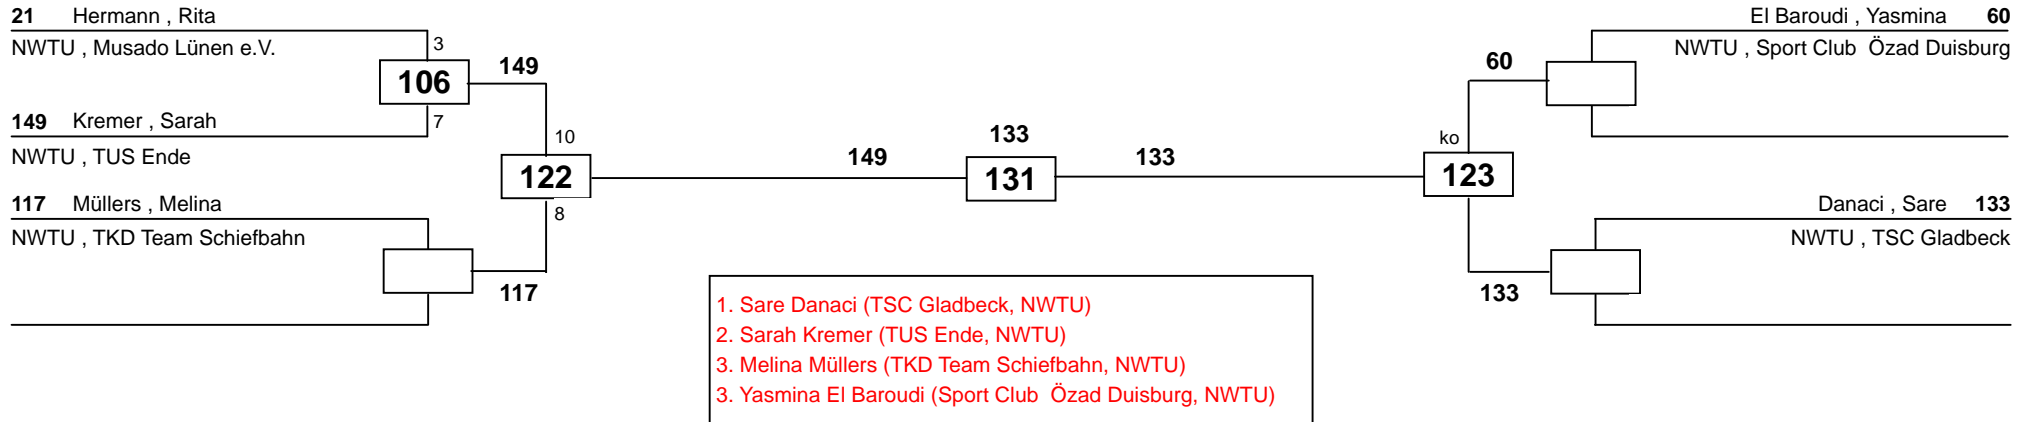 21 Hermann , Rita
NWTU , Musado Lünen e.V.
3
106
149
7
149 Kremer , Sarah
NWTU , TUS Ende
10
122
8
117 Müllers , Melina
NWTU , TKD Team Schiefbahn
117
149
133
131
133
El Baroudi , Yasmina 60
NWTU , Sport Club  Özad Duisburg
60
ko
123
Danaci , Sare 133
NWTU , TSC Gladbeck
133
1. Sare Danaci (TSC Gladbeck, NWTU)
2. Sarah Kremer (TUS Ende, NWTU)
3. Melina Müllers (TKD Team Schiefbahn, NWTU)
3. Yasmina El Baroudi (Sport Club  Özad Duisburg, NWTU)